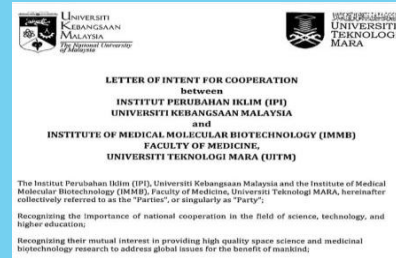 UNIVERSITI
KEBANGSAAN
MALAYSIA
The National University
of Malaysia
UNIVERSITI
TEKNOLOGI
MARA
LETTER OF INTENT FOR COOPERATION
between
INSTITUT PERUBAHAN IKLIM (IPI)
UNIVERSITI KEBANGSAAN MALAYSIA
and
INSTITUTE OF MEDICAL MOLECULAR BIOTECHNOLOGY (IMMB)
FACULTY OF MEDICINE,
UNIVERSITI TEKNOLOGI MARA (UITM)
The Institut Perubahan Iklim (IPI), Universiti Kebangsaan Malaysia and the Institute of Medical
Molecular Biotechnology (IMMB), Faculty of Medicine, Universiti Teknologi MARA, hereinafter
collectively referred to as the "Parties", or singularly as "Party";
Recognizing the importance of national cooperation in the field of science, technology, and
higher education;
Recognizing their mutual interest in providing high quality space science and medicinal
biotechnology research to address global issues for the benefit of mankind;